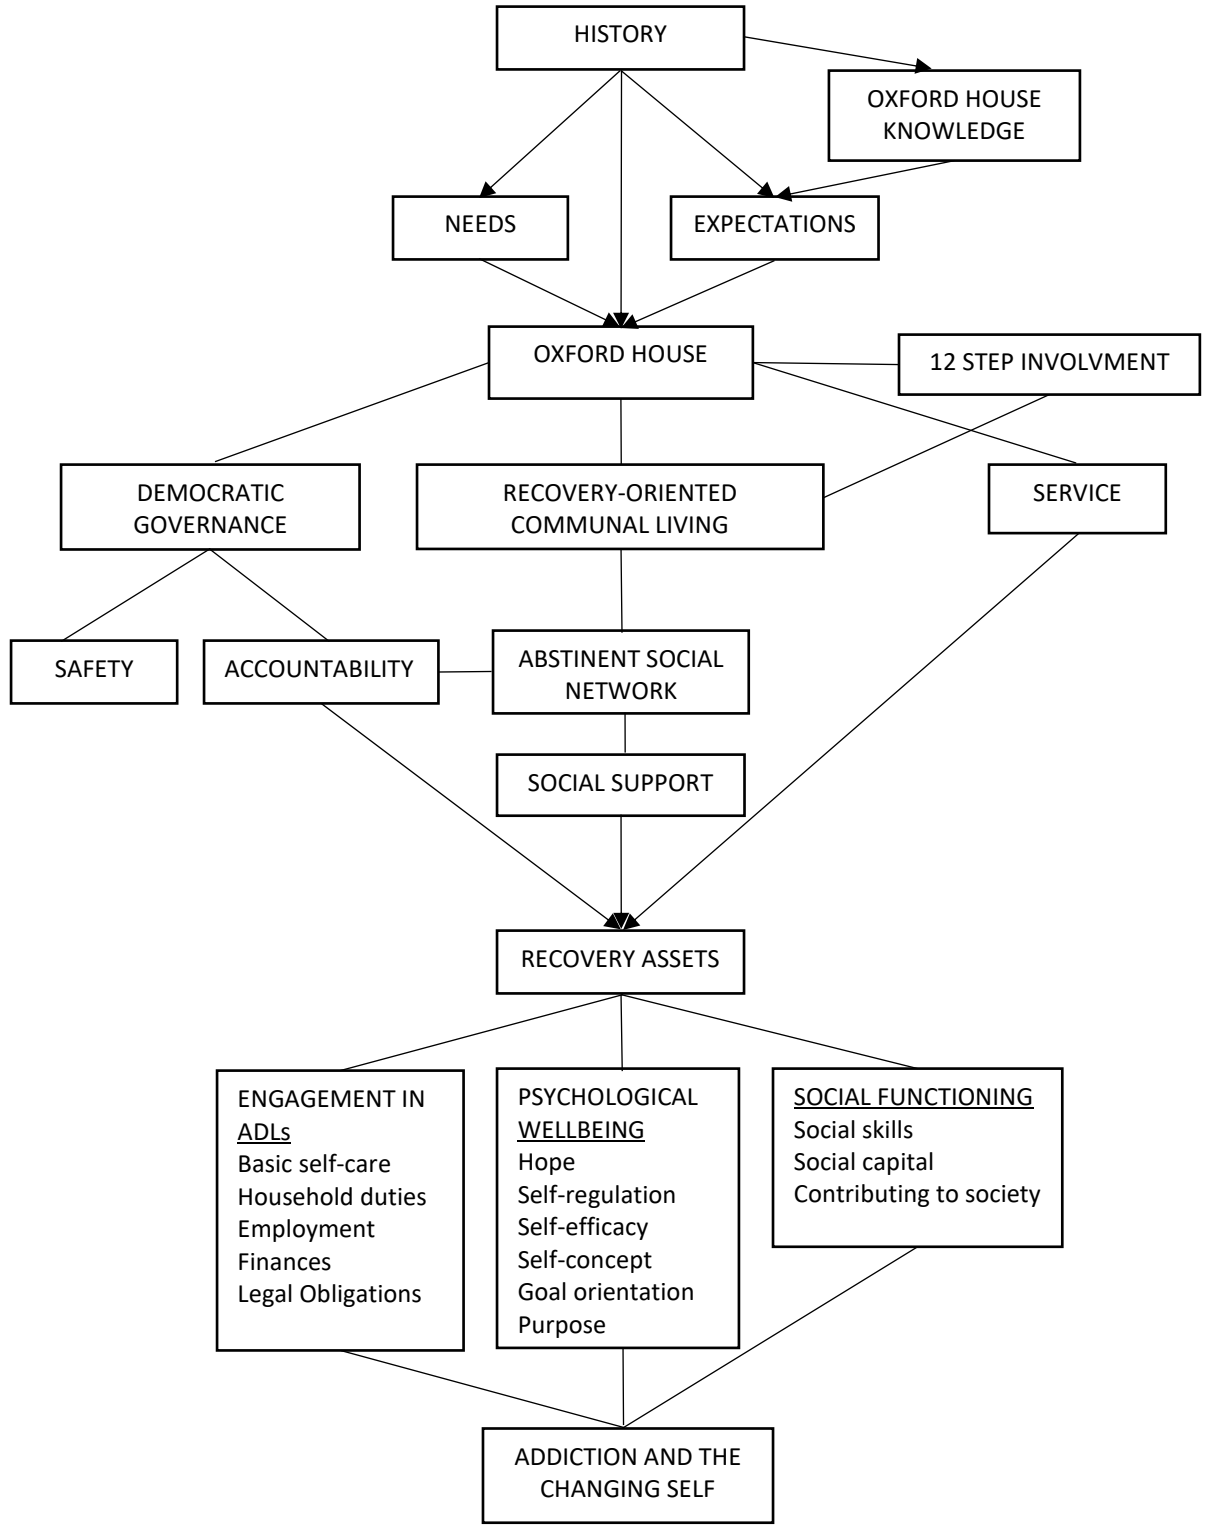 HISTORY
OXFORD HOUSE
KNOWLEDGE
NEEDS
EXPECTATIONS
OXFORD HOUSE
12 STEP INVOLVMENT
DEMOCRATIC
GOVERNANCE
RECOVERY-ORIENTED
COMMUNAL LIVING
SERVICE
SAFETY
ACCOUNTABILITY
ABSTINENT SOCIAL
NETWORK
SOCIAL SUPPORT
RECOVERY ASSETS
ENGAGEMENT IN
ADLs
Basic self-care
Household duties
Employment
Finances
Legal Obligations
PSYCHOLOGICAL
WELLBEING
Hope
Self-regulation
Self-efficacy
Self-concept
Goal orientation
Purpose
SOCIAL FUNCTIONING
Social skills
Social capital
Contributing to society
ADDICTION AND THE
CHANGING SELF